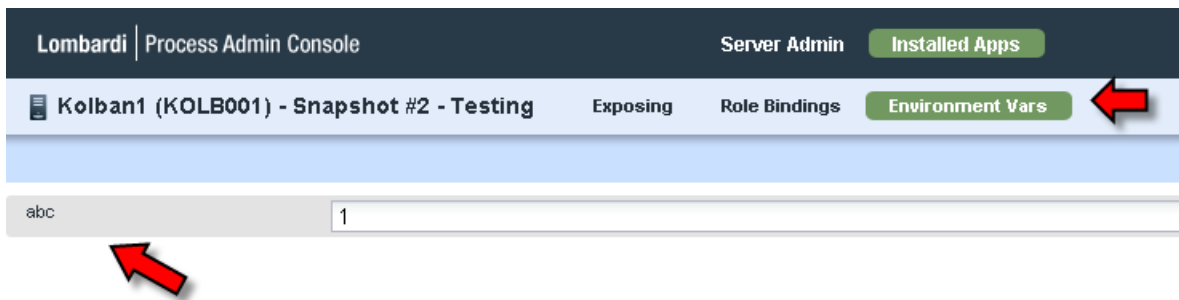 Lombardi | Process Admin Console Server Admin Installed Apps
Kolban1 (KOLB001) - Snapshot #2 - Testing Exposing Role Bindings Environment Vars
abc 1